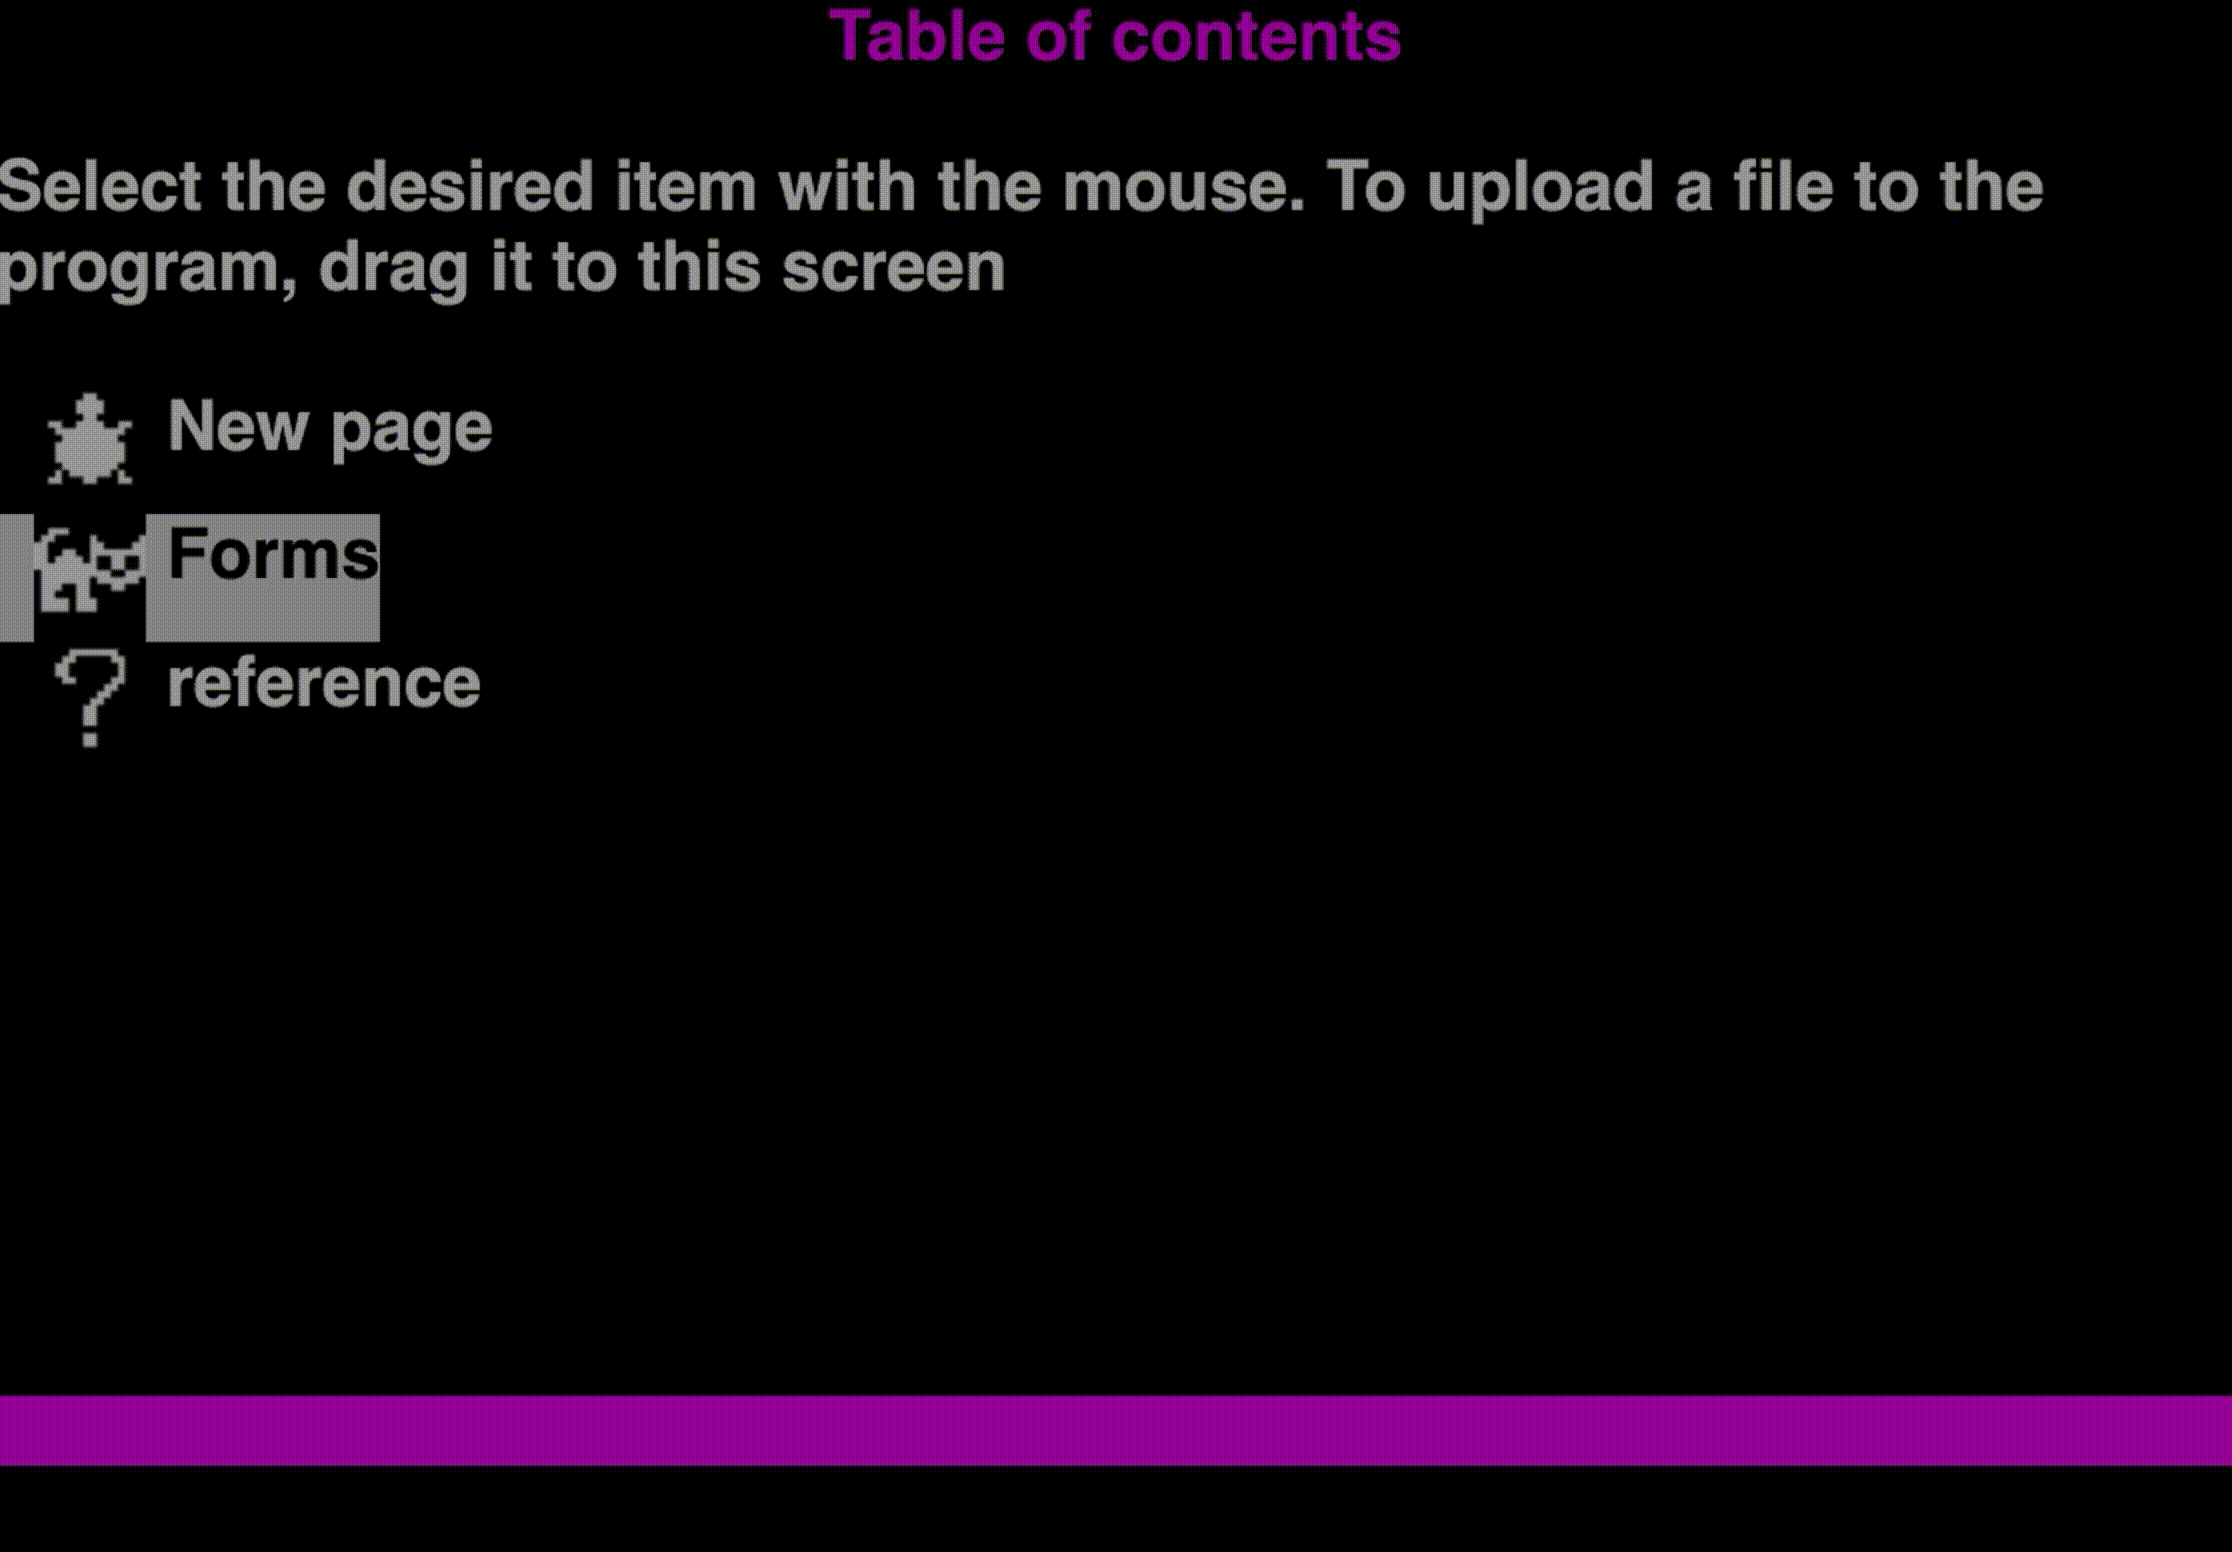 Table of contents
Select the desired item with the mouse. To upload a file to the
program, drag it to this screen
New page
Forms
reference